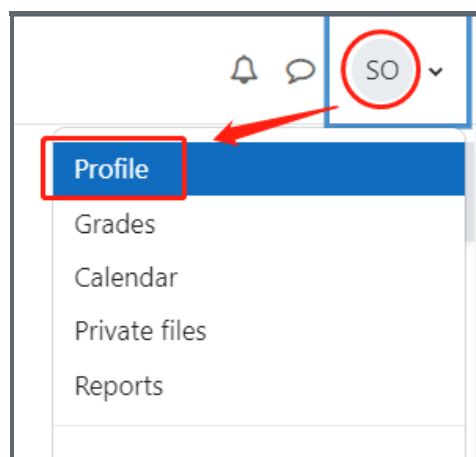 SO
Profile
Grades
Calendar
Private files
Reports